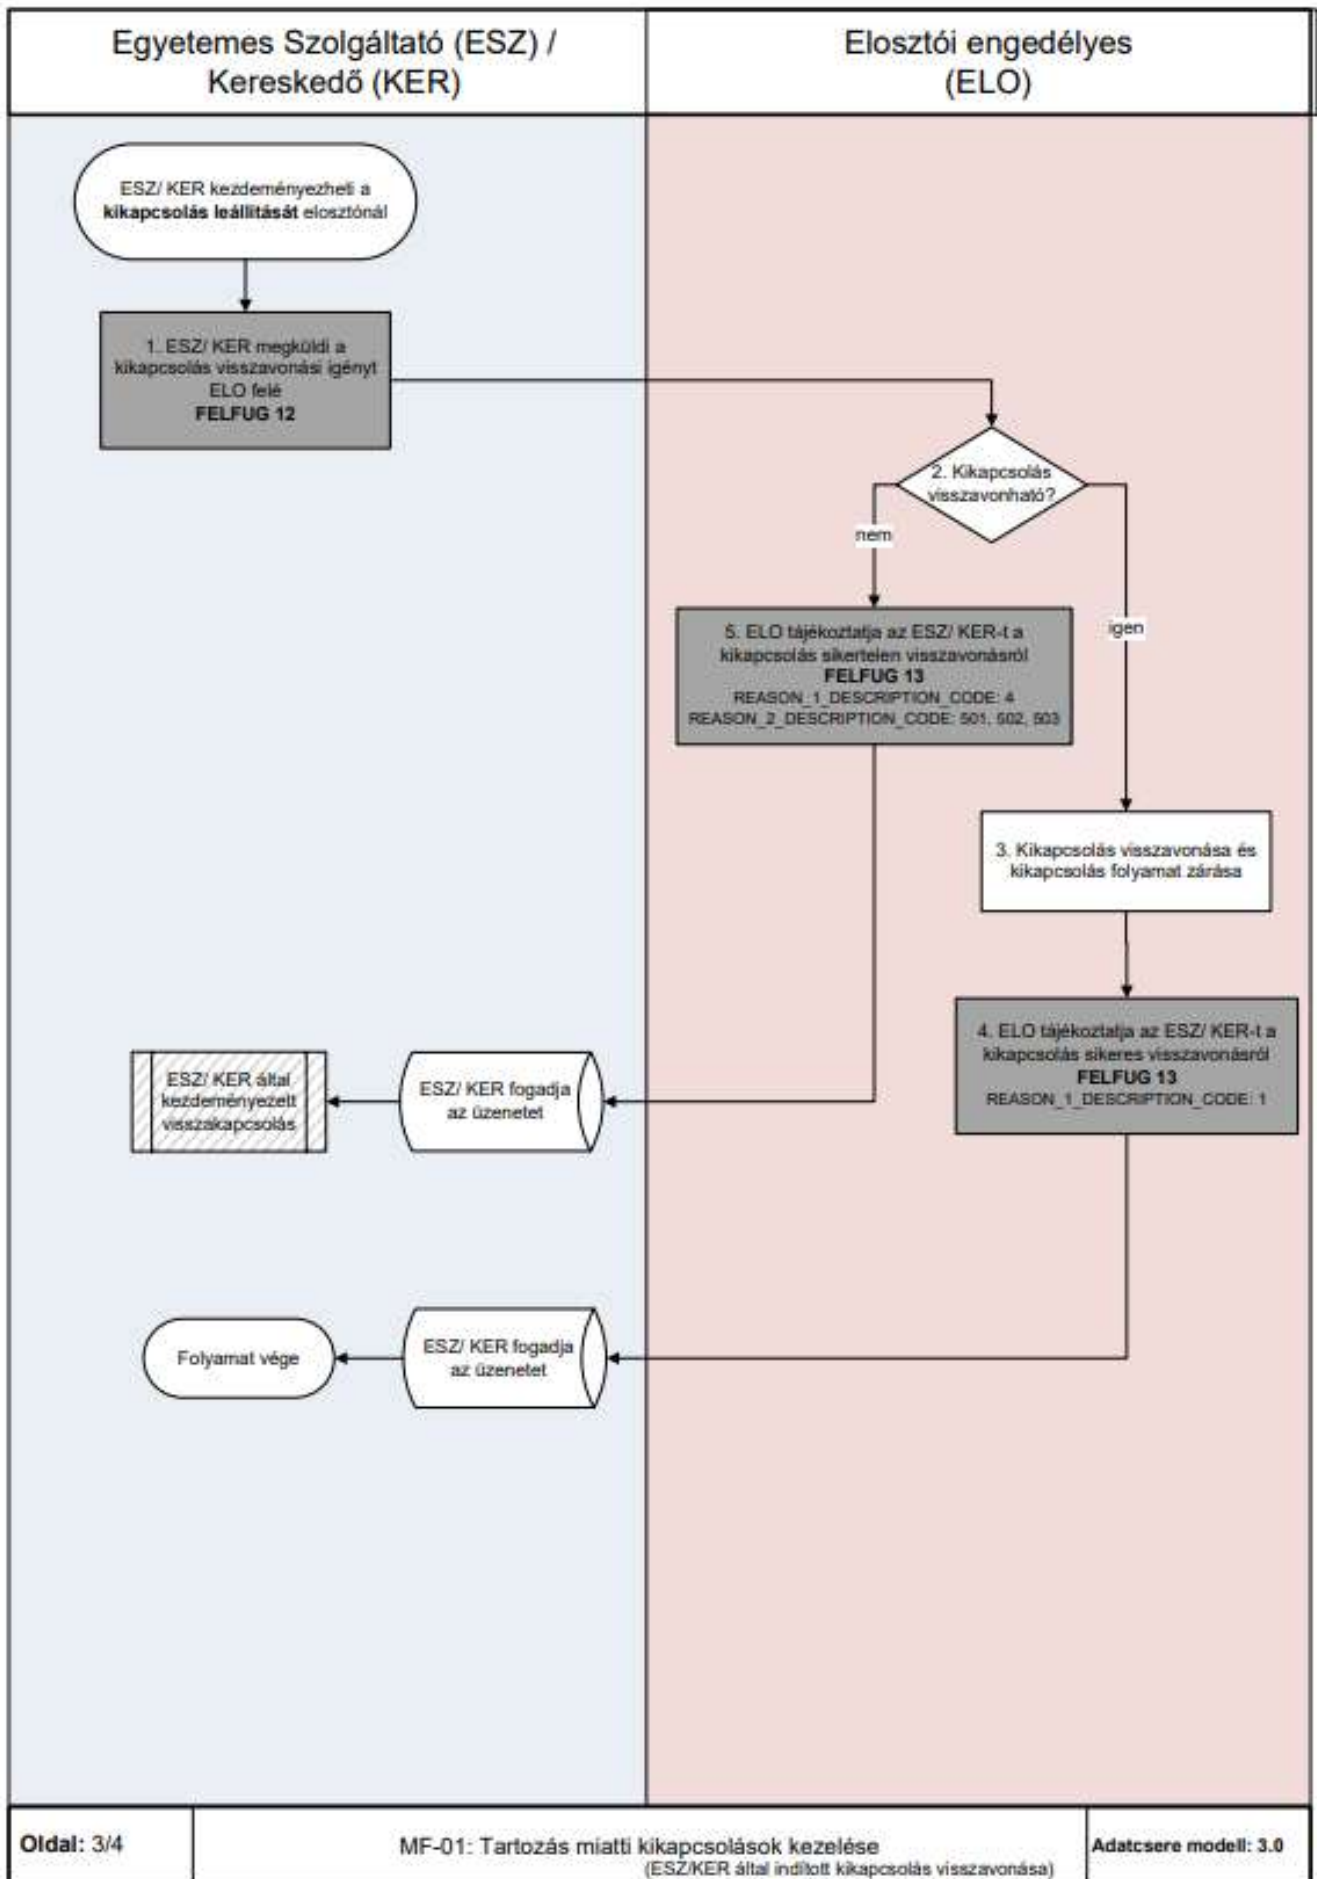 Egyetemes Szolgáltató (ESZ) /
Kereskedő (KER)
Elosztói engedélyes
(ELO)
ESZ/ KER kezdeményezheti a
kikapcsolás leállítását elosztónál
1. ESZ/ KER megküldi a
kikapcsolás visszavonási igényt
ELO felé
FELFUG 12
2. Kikapcsolás
visszavonható?
nem
igen
5. ELO tájékoztatja az ESZ/ KER-t a
kikapcsolás sikertelen visszavonásról
FELFUG 13
REASON_1_DESCRIPTION_CODE: 4
REASON_2_DESCRIPTION_CODE: 501, 502, 503
3. Kikapcsolás visszavonása és
kikapcsolás folyamat zárása
4. ELO tájékoztatja az ESZ/ KER-t a
kikapcsolás sikeres visszavonásról
FELFUG 13
REASON_1_DESCRIPTION_CODE: 1
ESZ/ KER által
kezdeményezett
visszakapcsolás
ESZ/ KER fogadja
az üzenetet
Folyamat vége
ESZ/ KER fogadja
az üzenetet
Oldal: 3/4
MF-01: Tartozás miatti kikapcsolások kezelése
(ESZ/KER által indított kikapcsolás visszavonása)
Adatcsere modell: 3.0